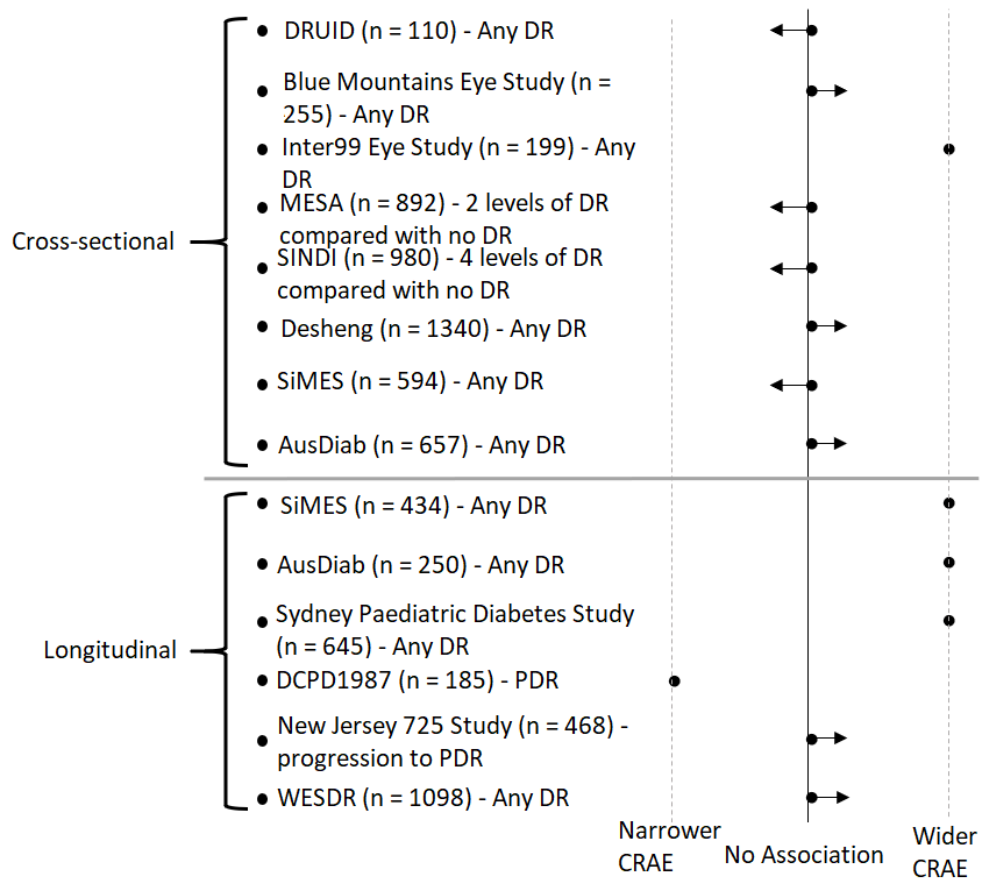 DRUID (n = 110) - Any DR
Blue Mountains Eye Study (n =
255) - Any DR
Inter99 Eye Study (n = 199) - Any
DR
MESA (n = 892) - 2 levels of DR
compared with no DR
Cross-sectional
SINDI (n = 980) - 4 levels of DR
compared with no DR
Desheng (n = 1340) - Any DR
SiMES (n = 594) - Any DR
AusDiab (n = 657) - Any DR
SiMES (n = 434) - Any DR
AusDiab (n = 250) - Any DR
Sydney Paediatric Diabetes Study
(n = 645) - Any DR
Longitudinal
DCPD1987 (n = 185) - PDR
New Jersey 725 Study (n = 468) -
progression to PDR
WESDR (n = 1098) - Any DR
Narrower
CRAE
No Association
Wider
CRAE